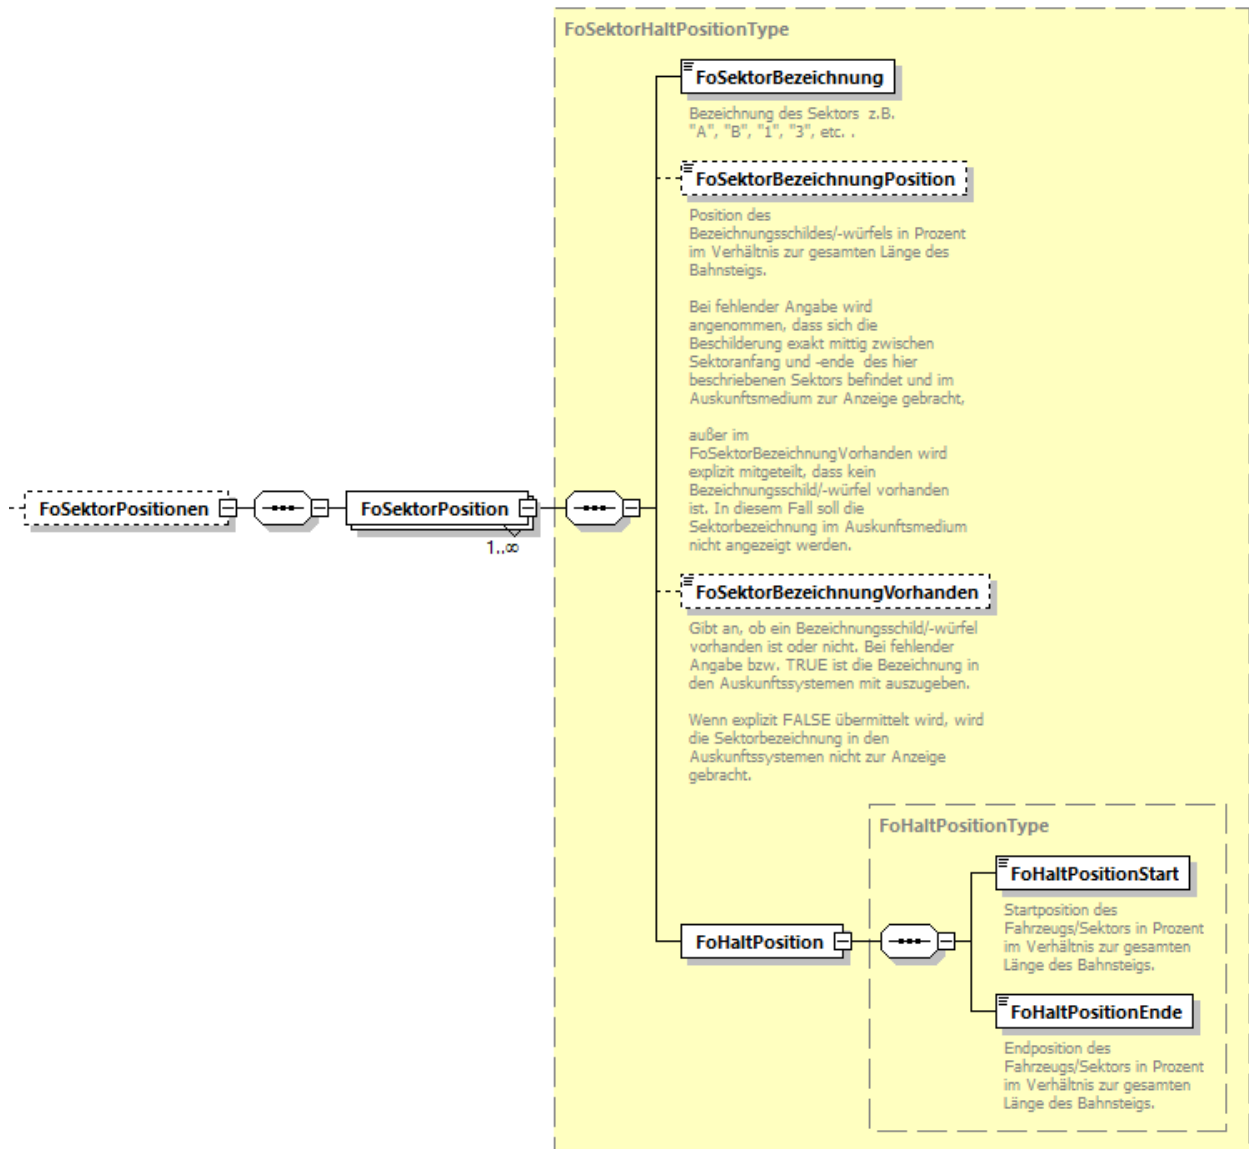 FoSektorHaltPositionType
FoSektorBezeichnung
Bezeichnung des Sektors z.B.
"A", "B", "1", "3", etc. .
FoSektorBezeichnungPosition
Position des
Bezeichnungsschildes/-würfels in Prozent
im Verhältnis zur gesamten Länge des
Bahnsteigs.
Bei fehlender Angabe wird
angenommen, dass sich die
Beschilderung exakt mittig zwischen
Sektoranfang und -ende des hier
beschriebenen Sektors befindet und im
Auskunftsmedium zur Anzeige gebracht,
außer im
FoSektorBezeichnungVorhanden wird
explizit mitgeteilt, dass kein
Bezeichnungsschild/-würfel vorhanden
ist. In diesem Fall soll die
Sektorbezeichnung im Auskunftsmedium
nicht angezeigt werden.
FoSektorPositionen
FoSektorPosition
1..∞
FoSektorBezeichnungVorhanden
Gibt an, ob ein Bezeichnungsschild/-würfel
vorhanden ist oder nicht. Bei fehlender
Angabe bzw. TRUE ist die Bezeichnung in
den Auskunftssystemen mit auszugeben.
Wenn explizit FALSE übermittelt wird, wird
die Sektorbezeichnung in den
Auskunftssystemen nicht zur Anzeige
gebracht.
FoHaltPosition
FoHaltPositionType
FoHaltPositionStart
Startposition des
Fahrzeugs/Sektors in Prozent
im Verhältnis zur gesamten
Länge des Bahnsteigs.
FoHaltPositionEnde
Endposition des
Fahrzeugs/Sektors in Prozent
im Verhältnis zur gesamten
Länge des Bahnsteigs.